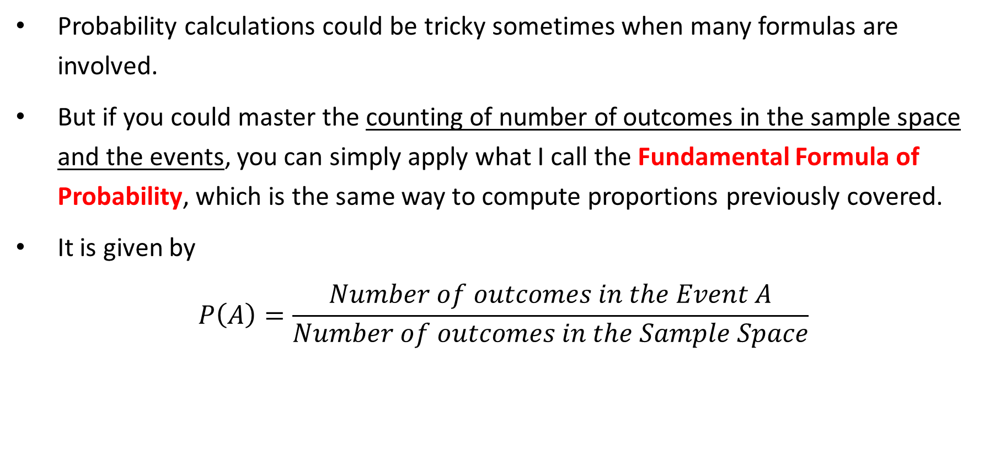 • Probability calculations could be tricky sometimes when many formulas are
involved.
• But if you could master the counting of number of outcomes in the sample space
and the events, you can simply apply what I call the Fundamental Formula of
Probability, which is the same way to compute proportions previously covered.
• It is given by
P(A) = Number of outcomes in the Event A
Number of outcomes in the Sample Space